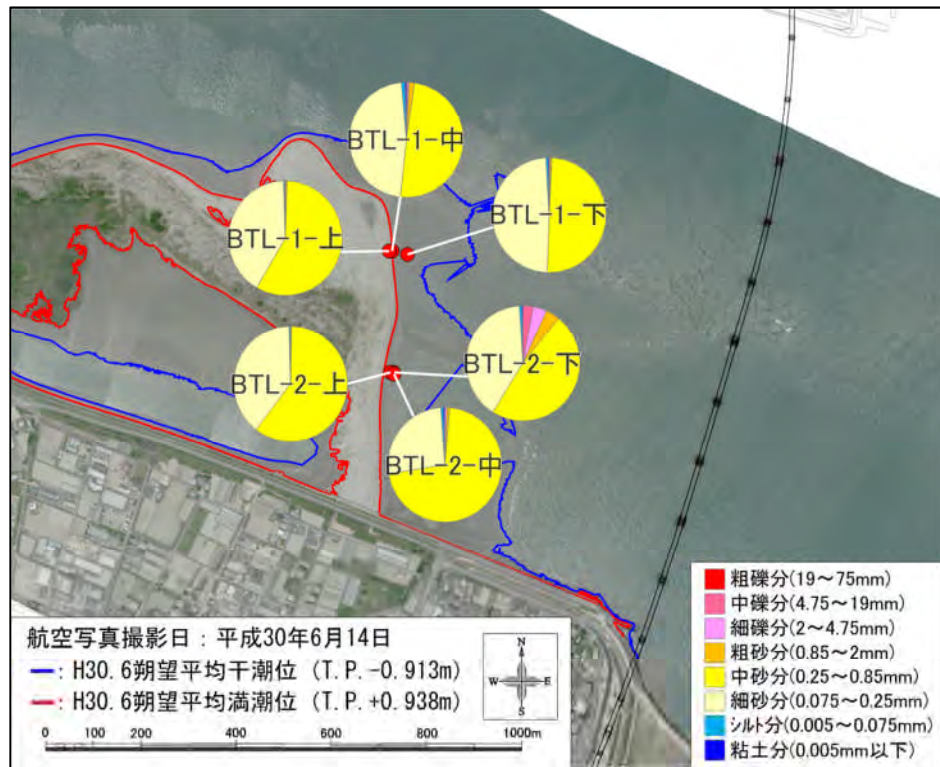 BTL-1-中
BTL-1-下
BTL-1-上
BTL-2-下
BTL-2-上
BTL-2-中
航空写真撮影日：平成30年6月14日
：H30.6朔望平均干潮位 (T.P.-0.913m)
：H30.6朔望平均満潮位 (T.P.+0.938m)
N
W E
S
0 100 200 400 600 800 1000m
粗礫分(19～75mm)
中礫分(4.75～19mm)
細礫分(2～4.75mm)
粗砂分(0.85～2mm)
中砂分(0.25～0.85mm)
細砂分(0.075～0.25mm)
シルト分(0.005～0.075mm)
粘土分(0.005mm以下)